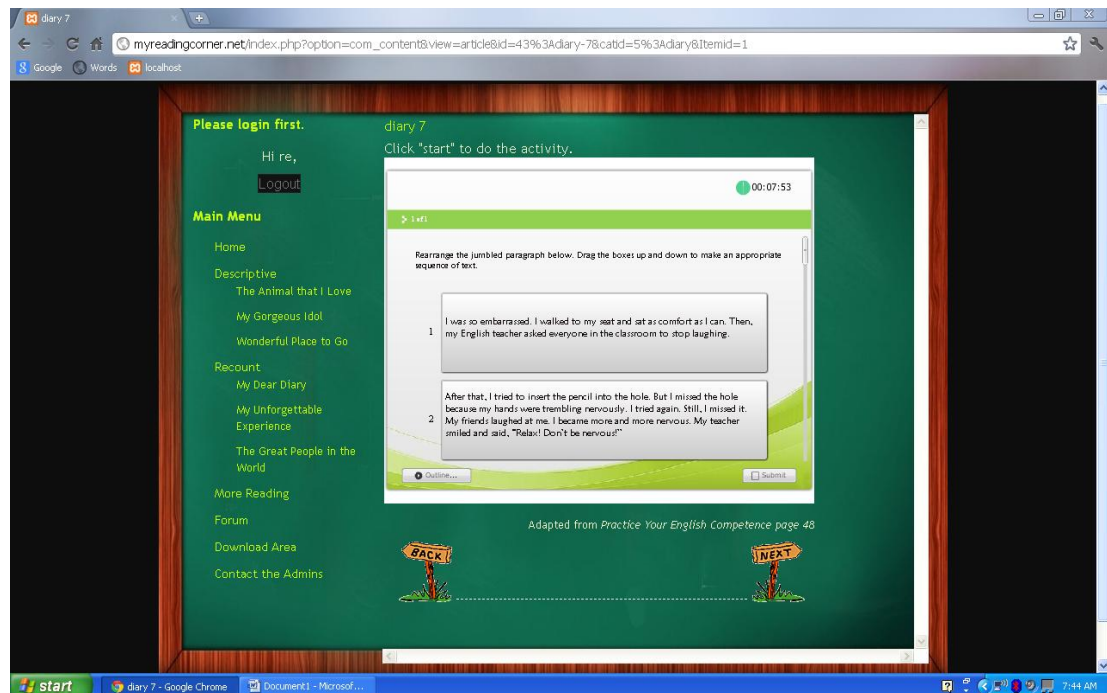 diary 7
myreadingcorner.net/index.php?option=com_content&view=article&id=43%3Adiary-7&catid=5%3Adiary&Itemid=1
Google Words localhost
Please login first.
Hi re,
Logout
Main Menu
Home
Descriptive
The Animal that I Love
My Gorgeous Idol
Wonderful Place to Go
Recount
My Dear Diary
My Unforgettable
Experience
The Great People in the
World
More Reading
Forum
Download Area
Contact the Admins
diary 7
Click "start" to do the activity.
00:07:53
1 of 1
Rearrange the jumbled paragraph below. Drag the boxes up and down to make an appropriate
sequence of text.
1
I was so embarrassed. I walked to my seat and sat as comfort as I can. Then,
my English teacher asked everyone in the classroom to stop laughing.
2
After that, I tried to insert the pencil into the hole. But I missed the hole
because my hands were trembling nervously. I tried again. Still, I missed it.
My friends laughed at me. I became more and more nervous. My teacher
smiled and said, "Relax! Don't be nervous!"
Outline...
Submit
Adapted from Practice Your English Competence page 48
BACK
NEXT
start
diary 7 - Google Chrome
Document1 - Microsof...
7:44 AM